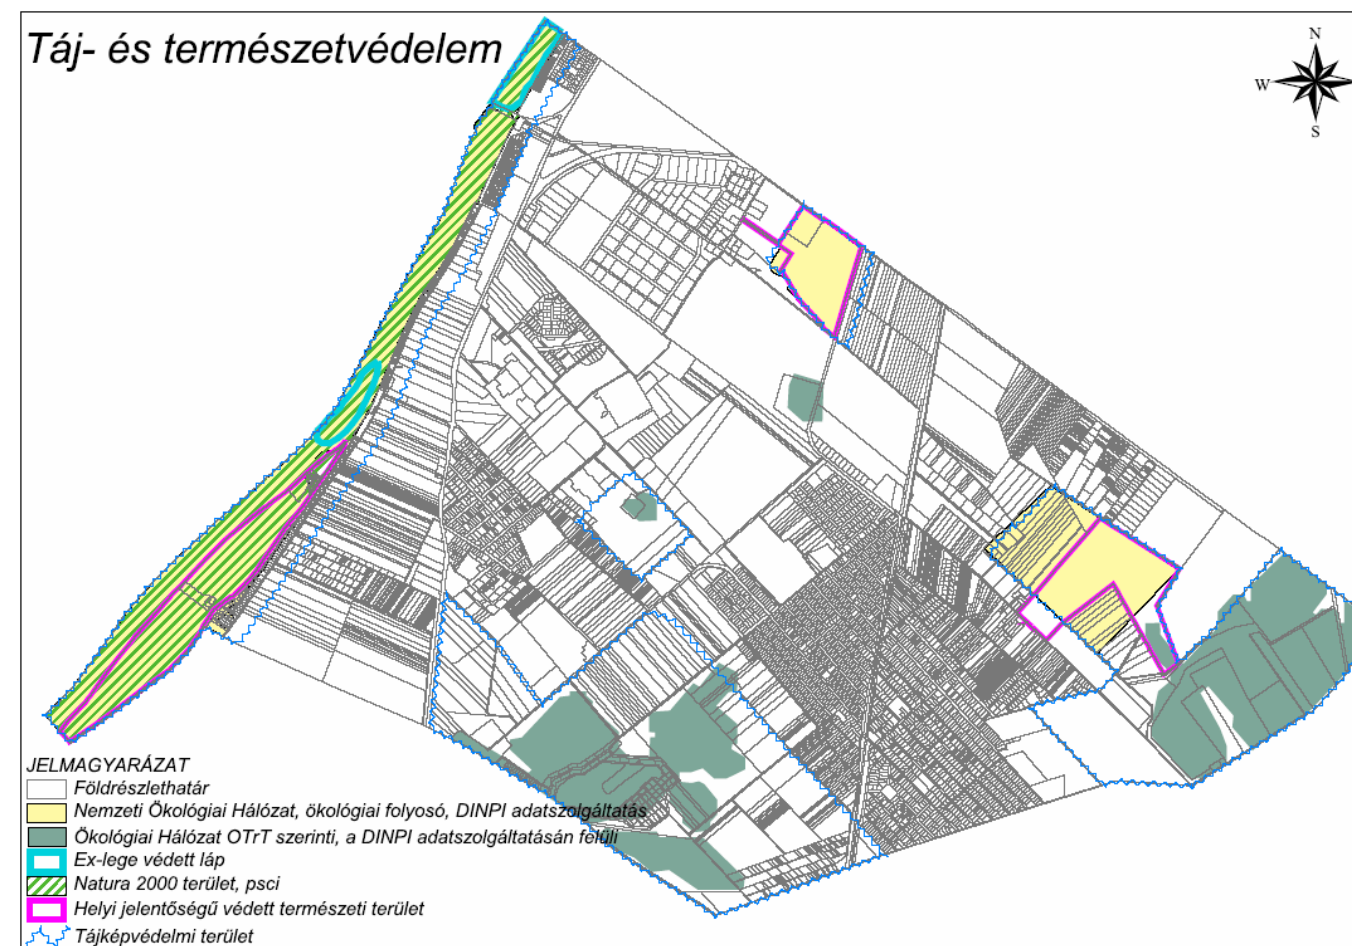 Táj- és természetvédelem
N
W
S
JELMAGYARÁZAT
Földrészlethatár
Nemzeti Ökológiai Hálózat, ökológiai folyosó, DINPI adatszolgáltatás
Ökológiai Hálózat OTrT szerinti, a DINPI adatszolgáltatásán felüli
Ex-lege védett láp
Natura 2000 terület, psci
Helyi jelentőségű védett természeti terület
Tájképvédelmi terület